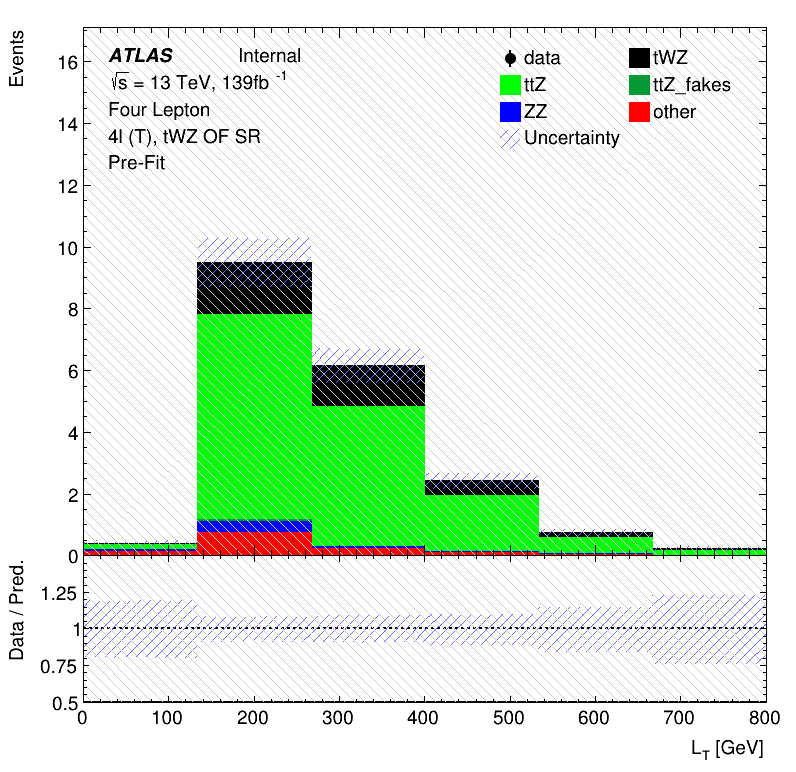 Events
16
14
12
10
8
6
4
2
0
ATLAS Internal
√s = 13 TeV, 139fb -1
Four Lepton
4l (T), tWZ OF SR
Pre-Fit
data tWZ
ttZ ttZ_fakes
ZZ other
Uncertainty
Data / Pred.
1.25
1
0.75
0.5
0 100 200 300 400 500 600 700 800
L_T [GeV]